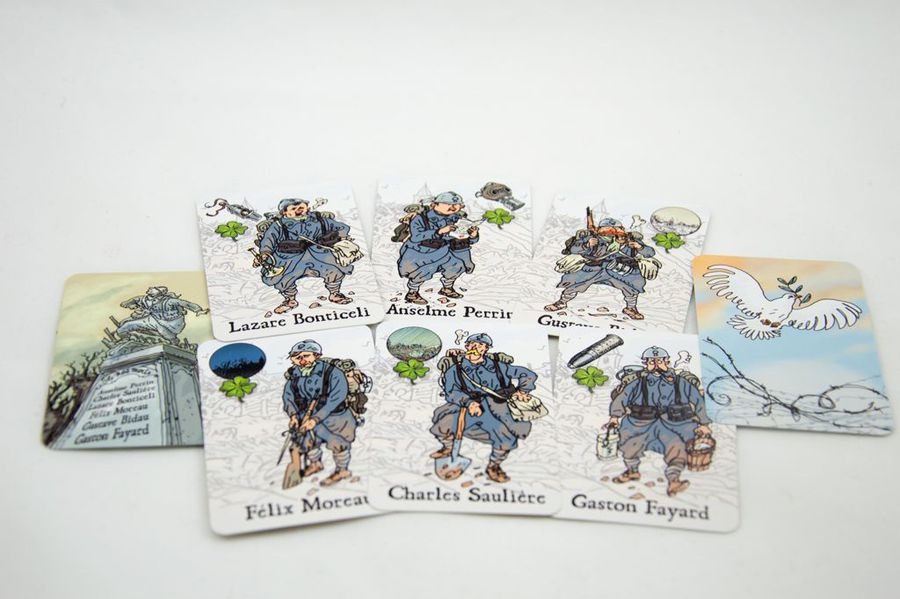 Lazare Bonticeli
Anselme Perrin
Gustave
Anselme Perrin
Charles Saulière
Lazare Bonticeli
Félix Moreau
Gustave Bidau
Gaston Fayard
Félix Moreau
Charles Saulière
Gaston Fayard